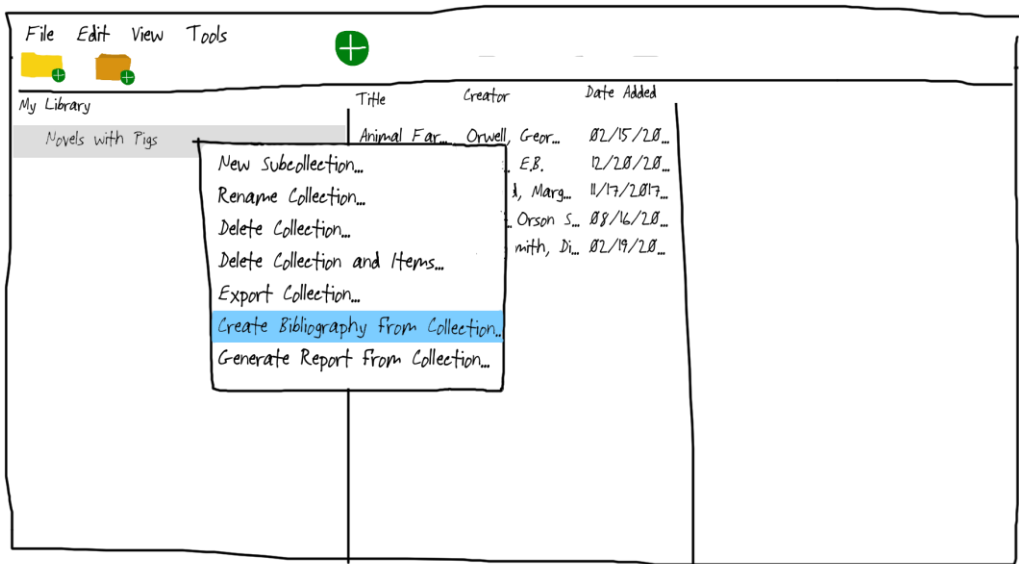 File Edit View Tools
My Library
Title Creator Date Added
Novels with Pigs
Animal Far... Orwell, Geor... 02/15/20...
E.B. 12/20/20...
d, Marg... 11/17/2017...
Orson S... 08/16/20...
mith, Di... 02/19/20...
New Subcollection...
Rename Collection...
Delete Collection...
Delete Collection and Items...
Export Collection...
Create Bibliography From Collection...
Generate Report From Collection...